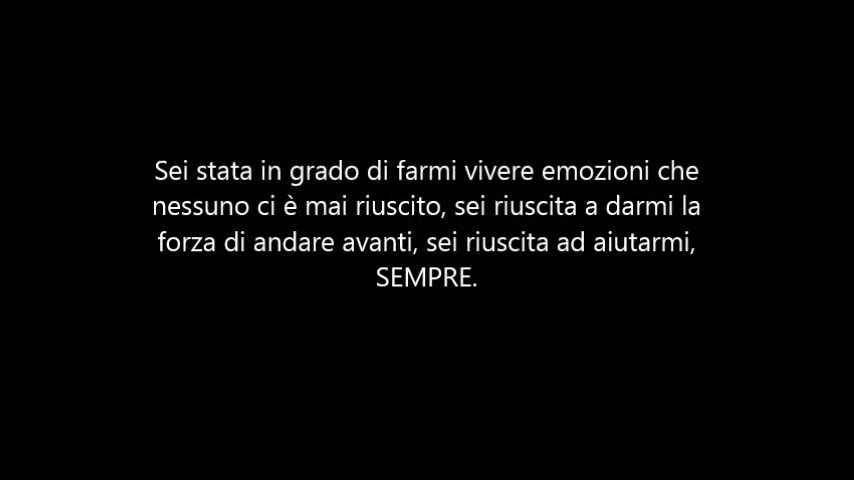 Sei stata in grado di farmi vivere emozioni che
nessuno ci è mai riuscito, sei riuscita a darmi la
forza di andare avanti, sei riuscita ad aiutarmi,
SEMPRE.